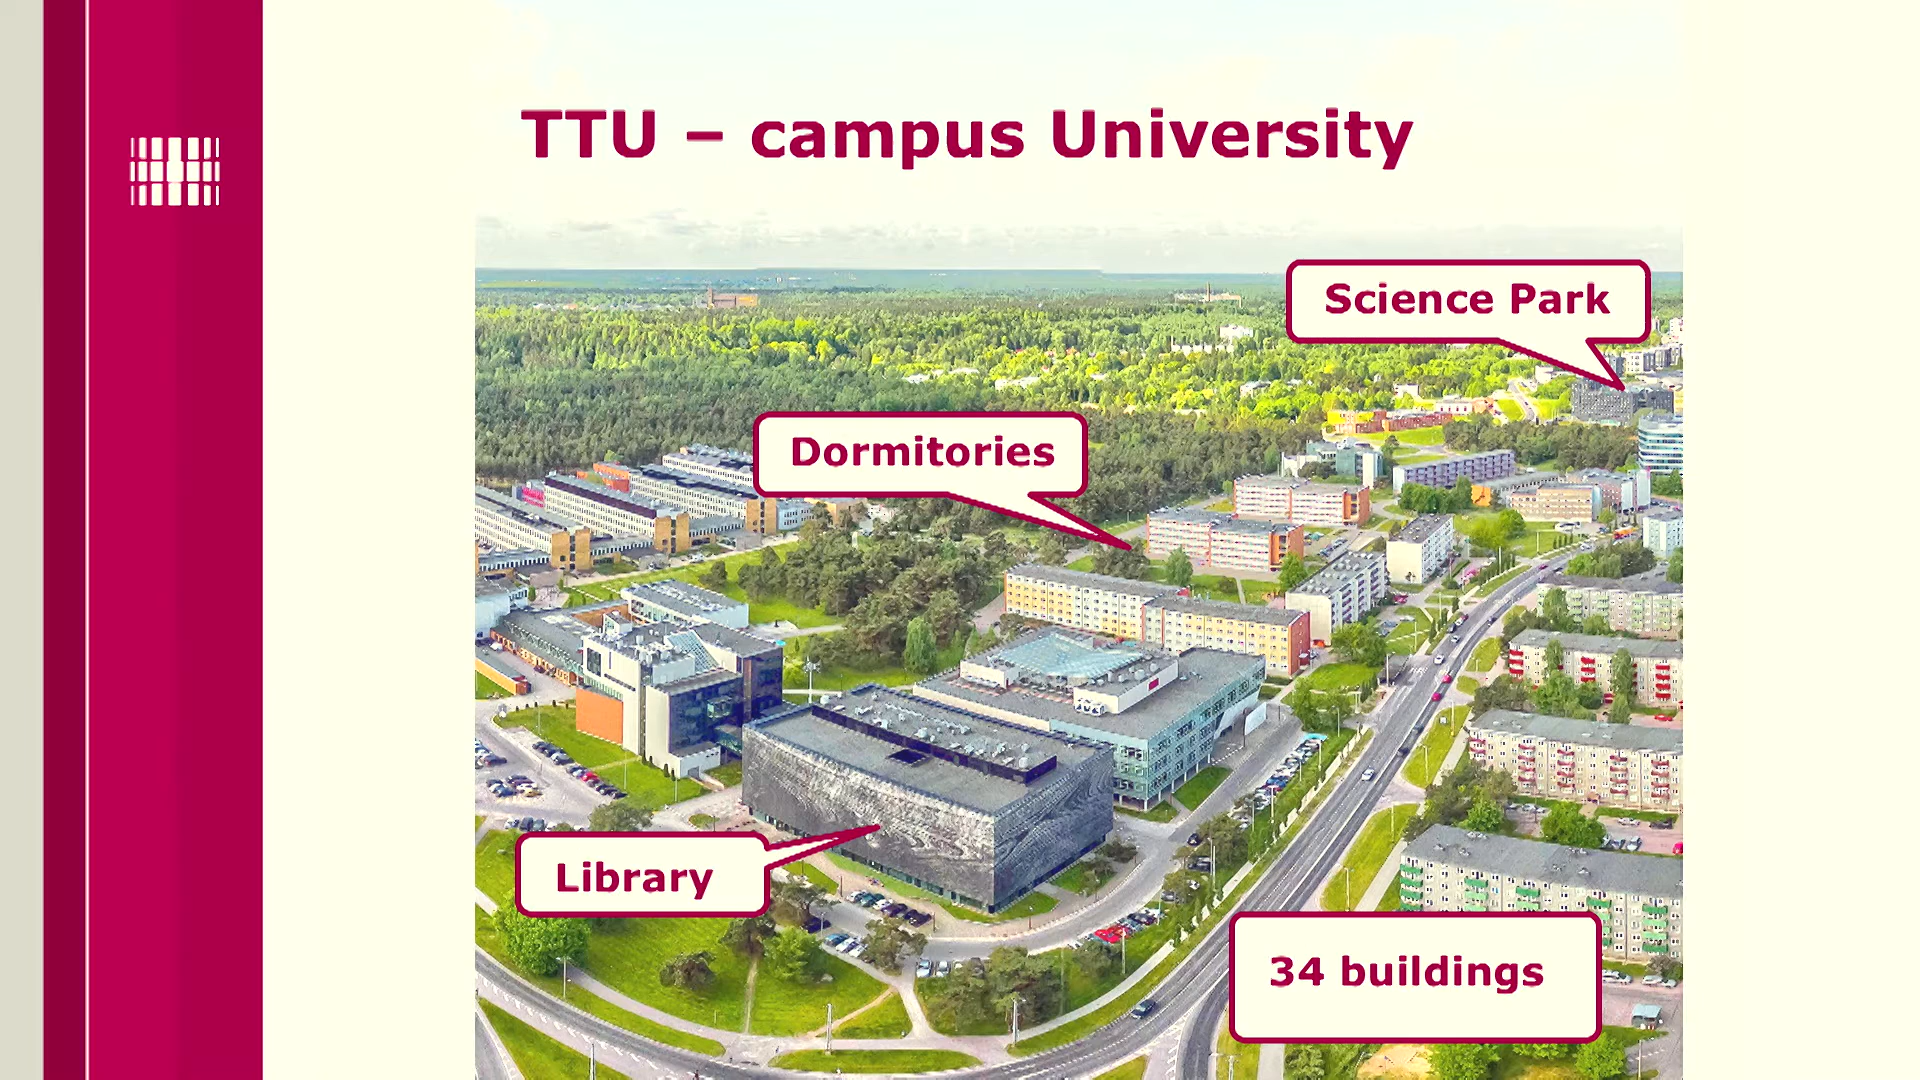 TTU – campus University
Science Park
Dormitories
Library
34 buildings